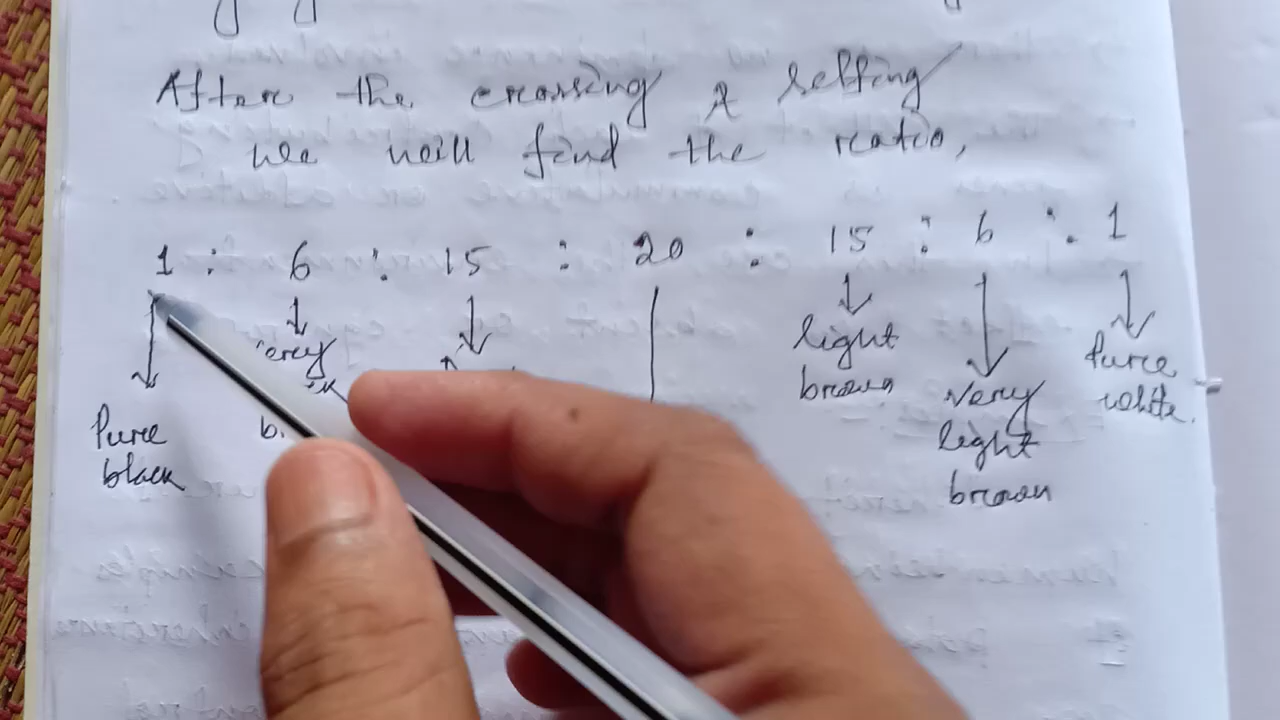 After the crossing & selfing
we will find the ratio,
1 : 6 : 15 : 20 : 15 : 6 : 1
Pure
black
light
brown
Very
light
brown
Pure
white.